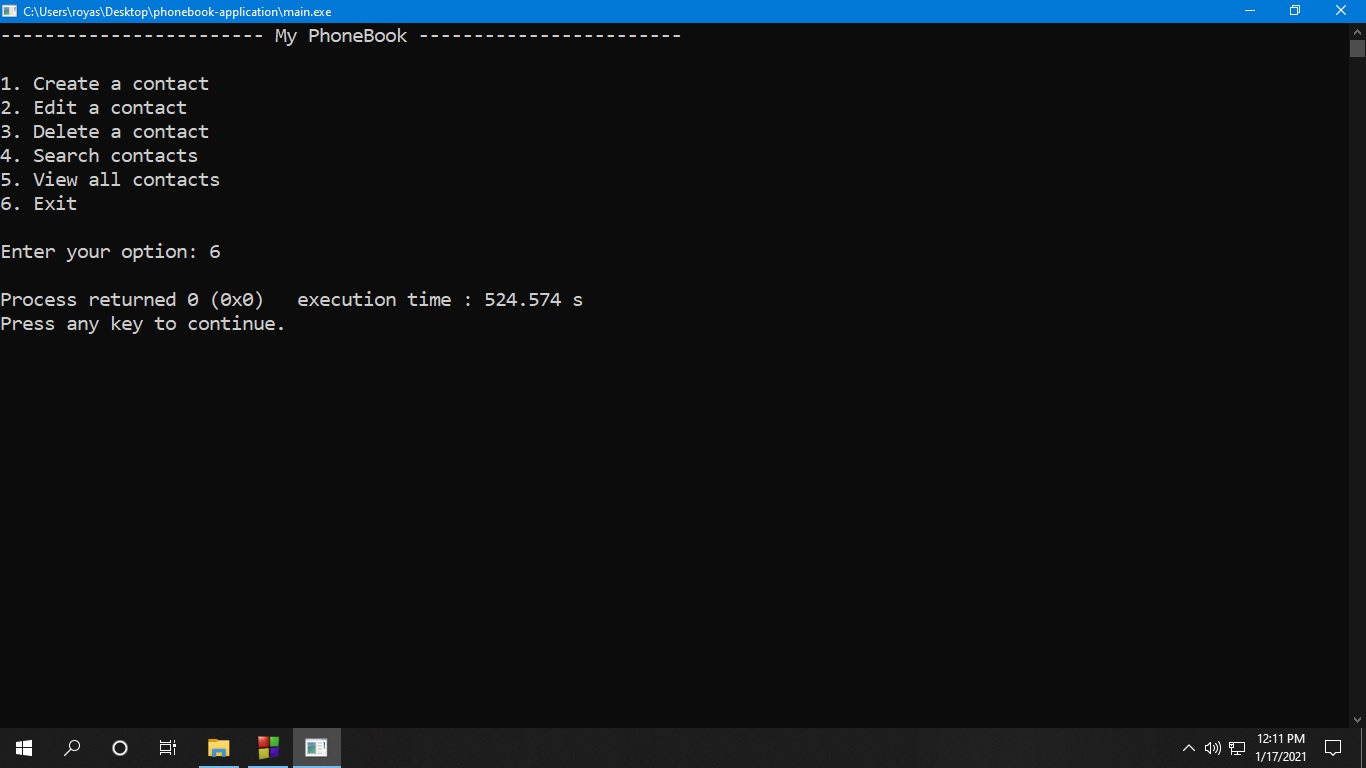 C:\Users\royas\Desktop\phonebook-application\main.exe
------------------------ My PhoneBook ------------------------
1. Create a contact
2. Edit a contact
3. Delete a contact
4. Search contacts
5. View all contacts
6. Exit
Enter your option: 6
Process returned 0 (0x0)   execution time : 524.574 s
Press any key to continue.
12:11 PM
1/17/2021